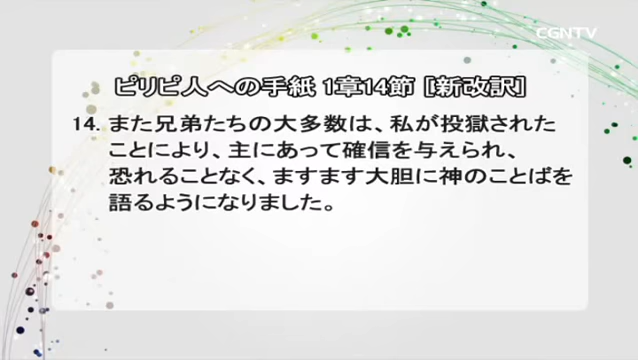 CGNTV
ピリピ人への手紙 1章14節 [新改訳]
14. また兄弟たちの大多数は、私が投獄された
ことにより、主にあって確信を与えられ、
恐れることなく、ますます大胆に神のことばを
語るようになりました。